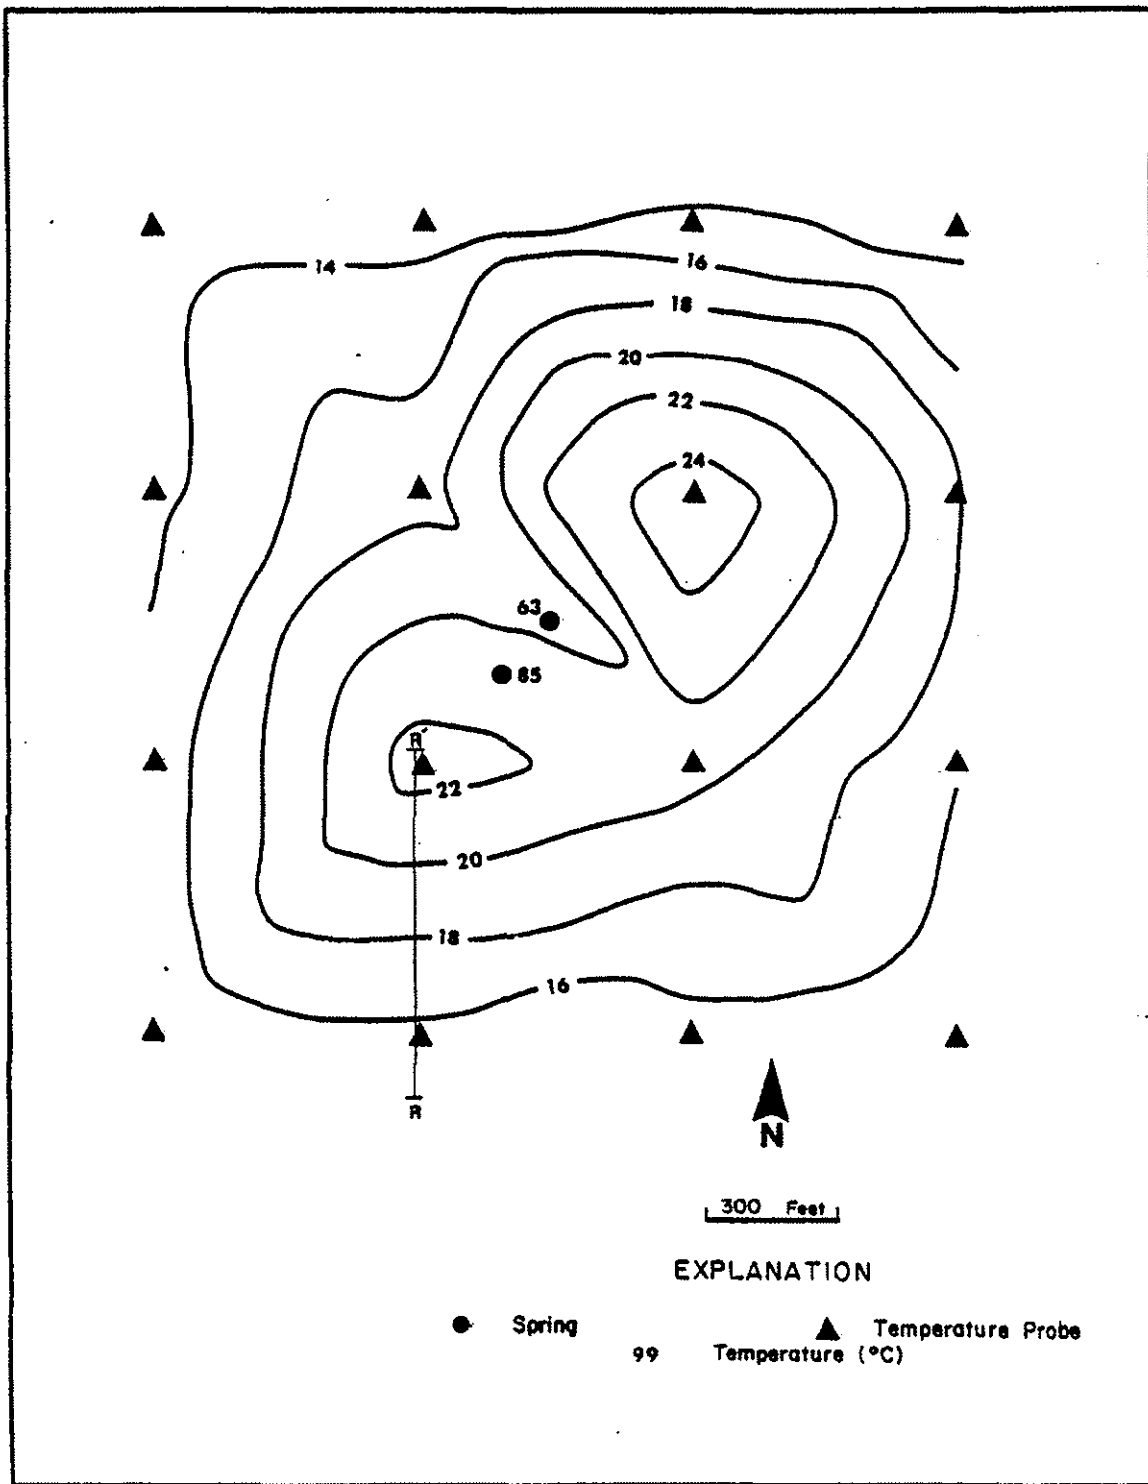 14
16
18
20
22
24
63
85
R´
22
20
18
16
R
N
300 Feet
EXPLANATION
Spring
Temperature Probe
99 Temperature (°C)